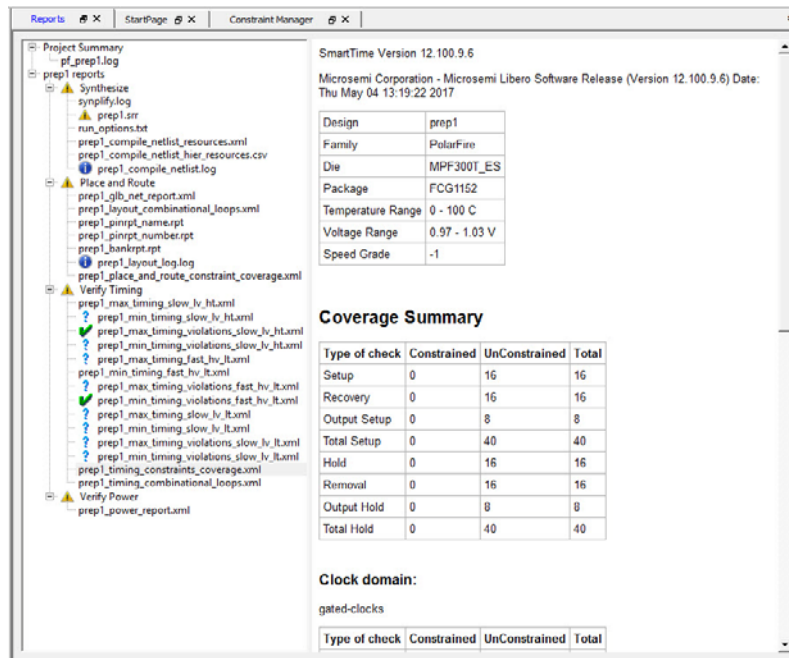 Reports
StartPage
Constraint Manager
Project Summary
pf_prep1.log
prep1 reports
Synthesize
synplify.log
prep1.srr
run_options.txt
prep1_compile_netlist_resources.xml
prep1_compile_netlist_hier_resources.csv
prep1_compile_netlist.log
Place and Route
prep1_glb_net_report.xml
prep1_layout_combinational_loops.xml
prep1_pinrpt_name.rpt
prep1_pinrpt_number.rpt
prep1_bankrpt.rpt
prep1_layout_log.log
prep1_place_and_route_constraint_coverage.xml
Verify Timing
prep1_max_timing_slow_lv_ht.xml
prep1_min_timing_slow_lv_ht.xml
prep1_max_timing_violations_slow_lv_ht.xml
prep1_min_timing_violations_slow_lv_ht.xml
prep1_max_timing_fast_hv_lt.xml
prep1_min_timing_fast_hv_lt.xml
prep1_max_timing_violations_fast_hv_lt.xml
prep1_min_timing_violations_fast_hv_lt.xml
prep1_max_timing_slow_lv_lt.xml
prep1_min_timing_slow_lv_lt.xml
prep1_max_timing_violations_slow_lv_lt.xml
prep1_min_timing_violations_slow_lv_lt.xml
prep1_timing_constraints_coverage.xml
prep1_timing_combinational_loops.xml
Verify Power
prep1_power_report.xml
SmartTime Version 12.100.9.6
Microsemi Corporation - Microsemi Libero Software Release (Version 12.100.9.6) Date:
Thu May 04 13:19:22 2017
Design prep1
Family PolarFire
Die MPF300T_ES
Package FCG1152
Temperature Range 0 - 100 C
Voltage Range 0.97 - 1.03 V
Speed Grade -1
Coverage Summary
Type of check Constrained UnConstrained Total
Setup 0 16 16
Recovery 0 16 16
Output Setup 0 8 8
Total Setup 0 40 40
Hold 0 16 16
Removal 0 16 16
Output Hold 0 8 8
Total Hold 0 40 40
Clock domain:
gated-clocks
Type of check Constrained UnConstrained Total